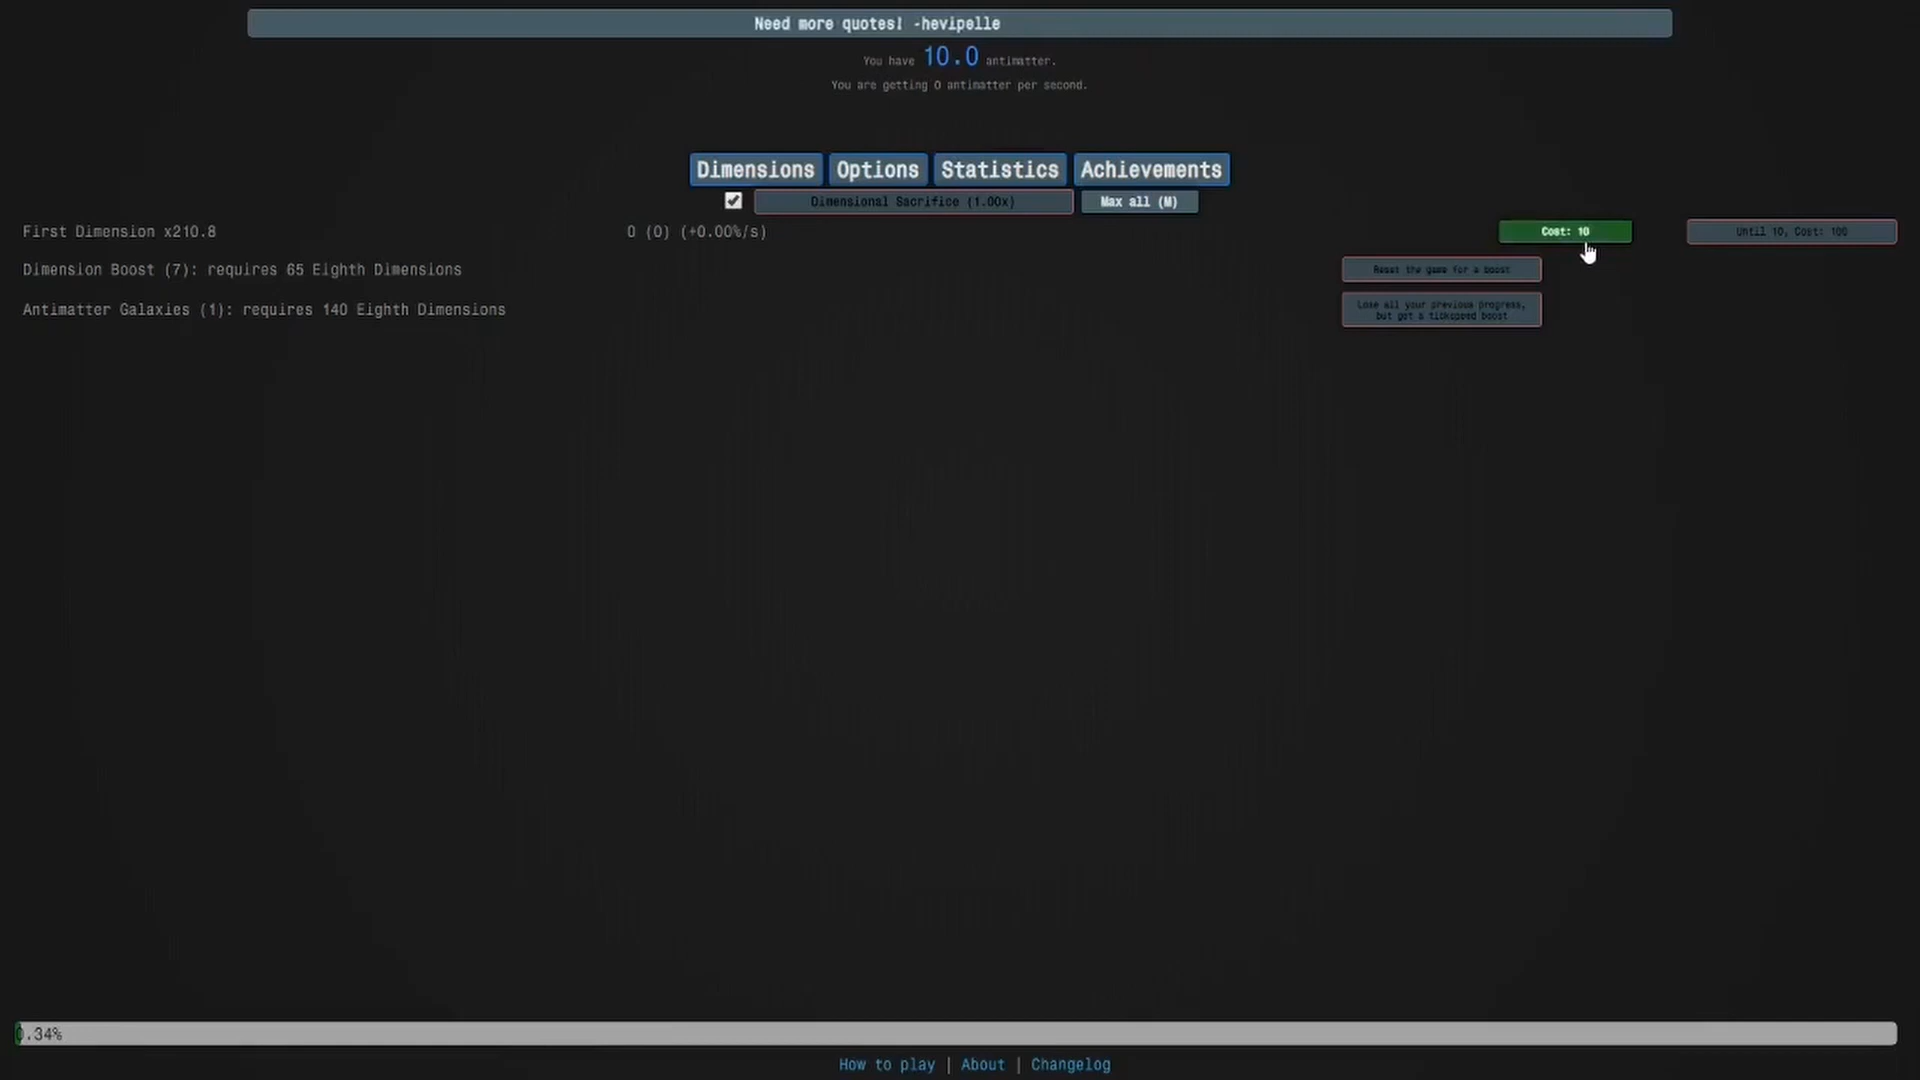 Need more quotes! -hevipelle
You have 10.0 antimatter.
You are getting 0 antimatter per second.
Dimensions Options Statistics Achievements
Dimensional Sacrifice (1.00x) Max all (M)
First Dimension x210.8 0 (0) (+0.00%/s) Cost: 10 Until 10, Cost: 100
Dimension Boost (7): requires 65 Eighth Dimensions Reset the game for a boost
Antimatter Galaxies (1): requires 140 Eighth Dimensions Lose all your previous progress,
but get a tickspeed boost
0.34%
How to play | About | Changelog